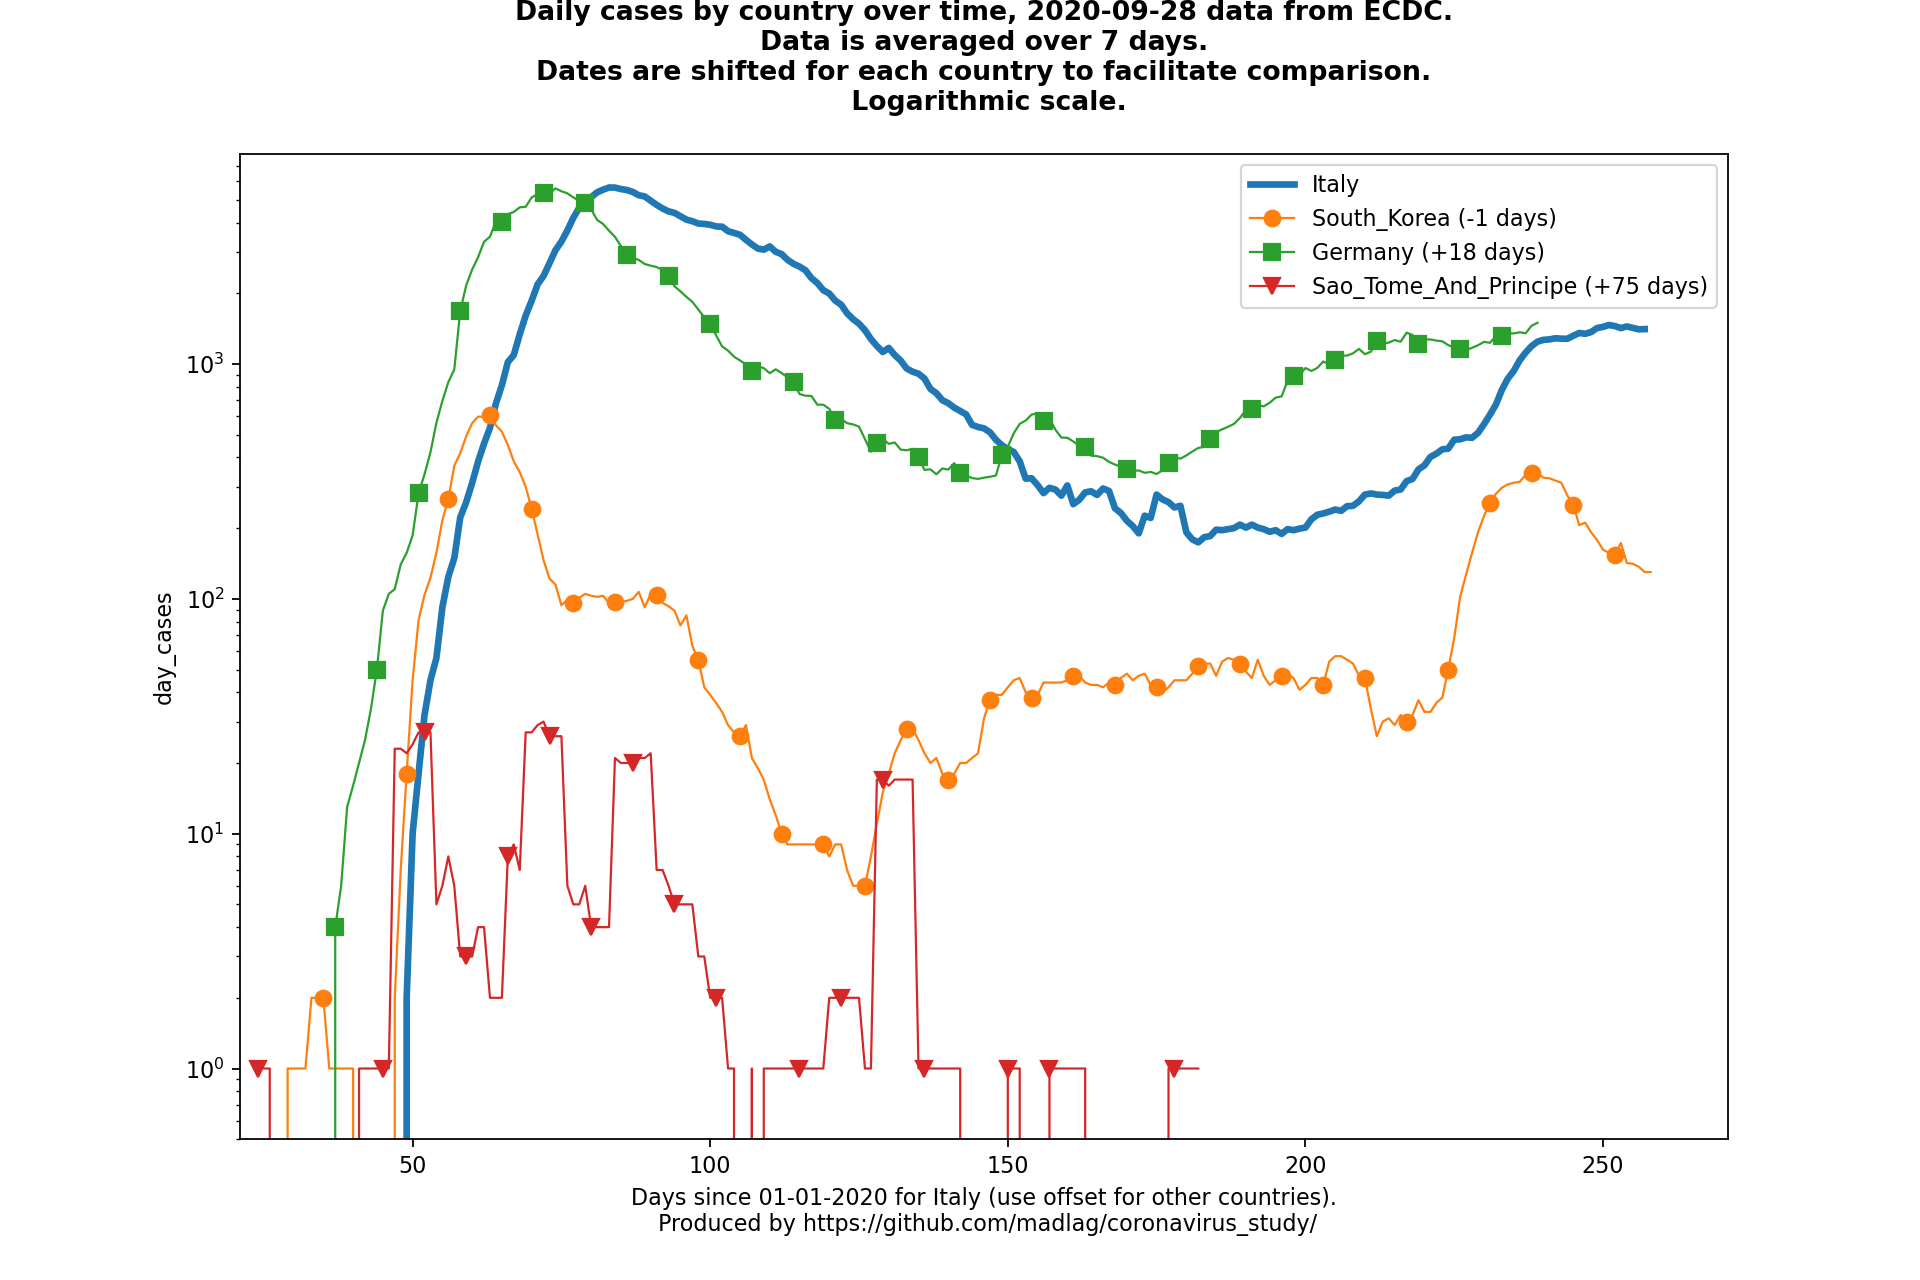 Daily cases by country over time, 2020-09-28 data from ECDC.
Data is averaged over 7 days.
Dates are shifted for each country to facilitate comparison.
Logarithmic scale.
Italy
South_Korea (-1 days)
Germany (+18 days)
Sao_Tome_And_Principe (+75 days)
10³
10²
10¹
10⁰
day_cases
50 100 150 200 250
Days since 01-01-2020 for Italy (use offset for other countries).
Produced by https://github.com/madlag/coronavirus_study/